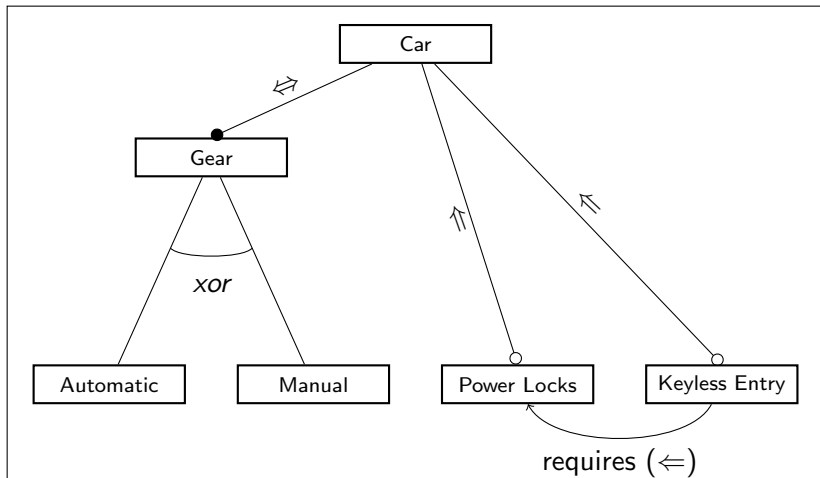 Car
⇔
Gear
⇒
⇒
xor
Automatic
Manual
Power Locks
Keyless Entry
requires (⇐)